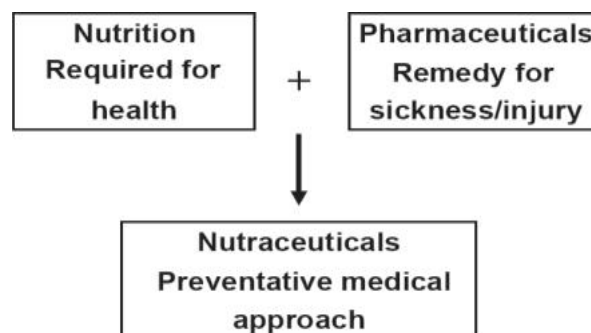 Nutrition
Required for
health
+
Pharmaceuticals
Remedy for
sickness/injury
Nutraceuticals
Preventative medical
approach